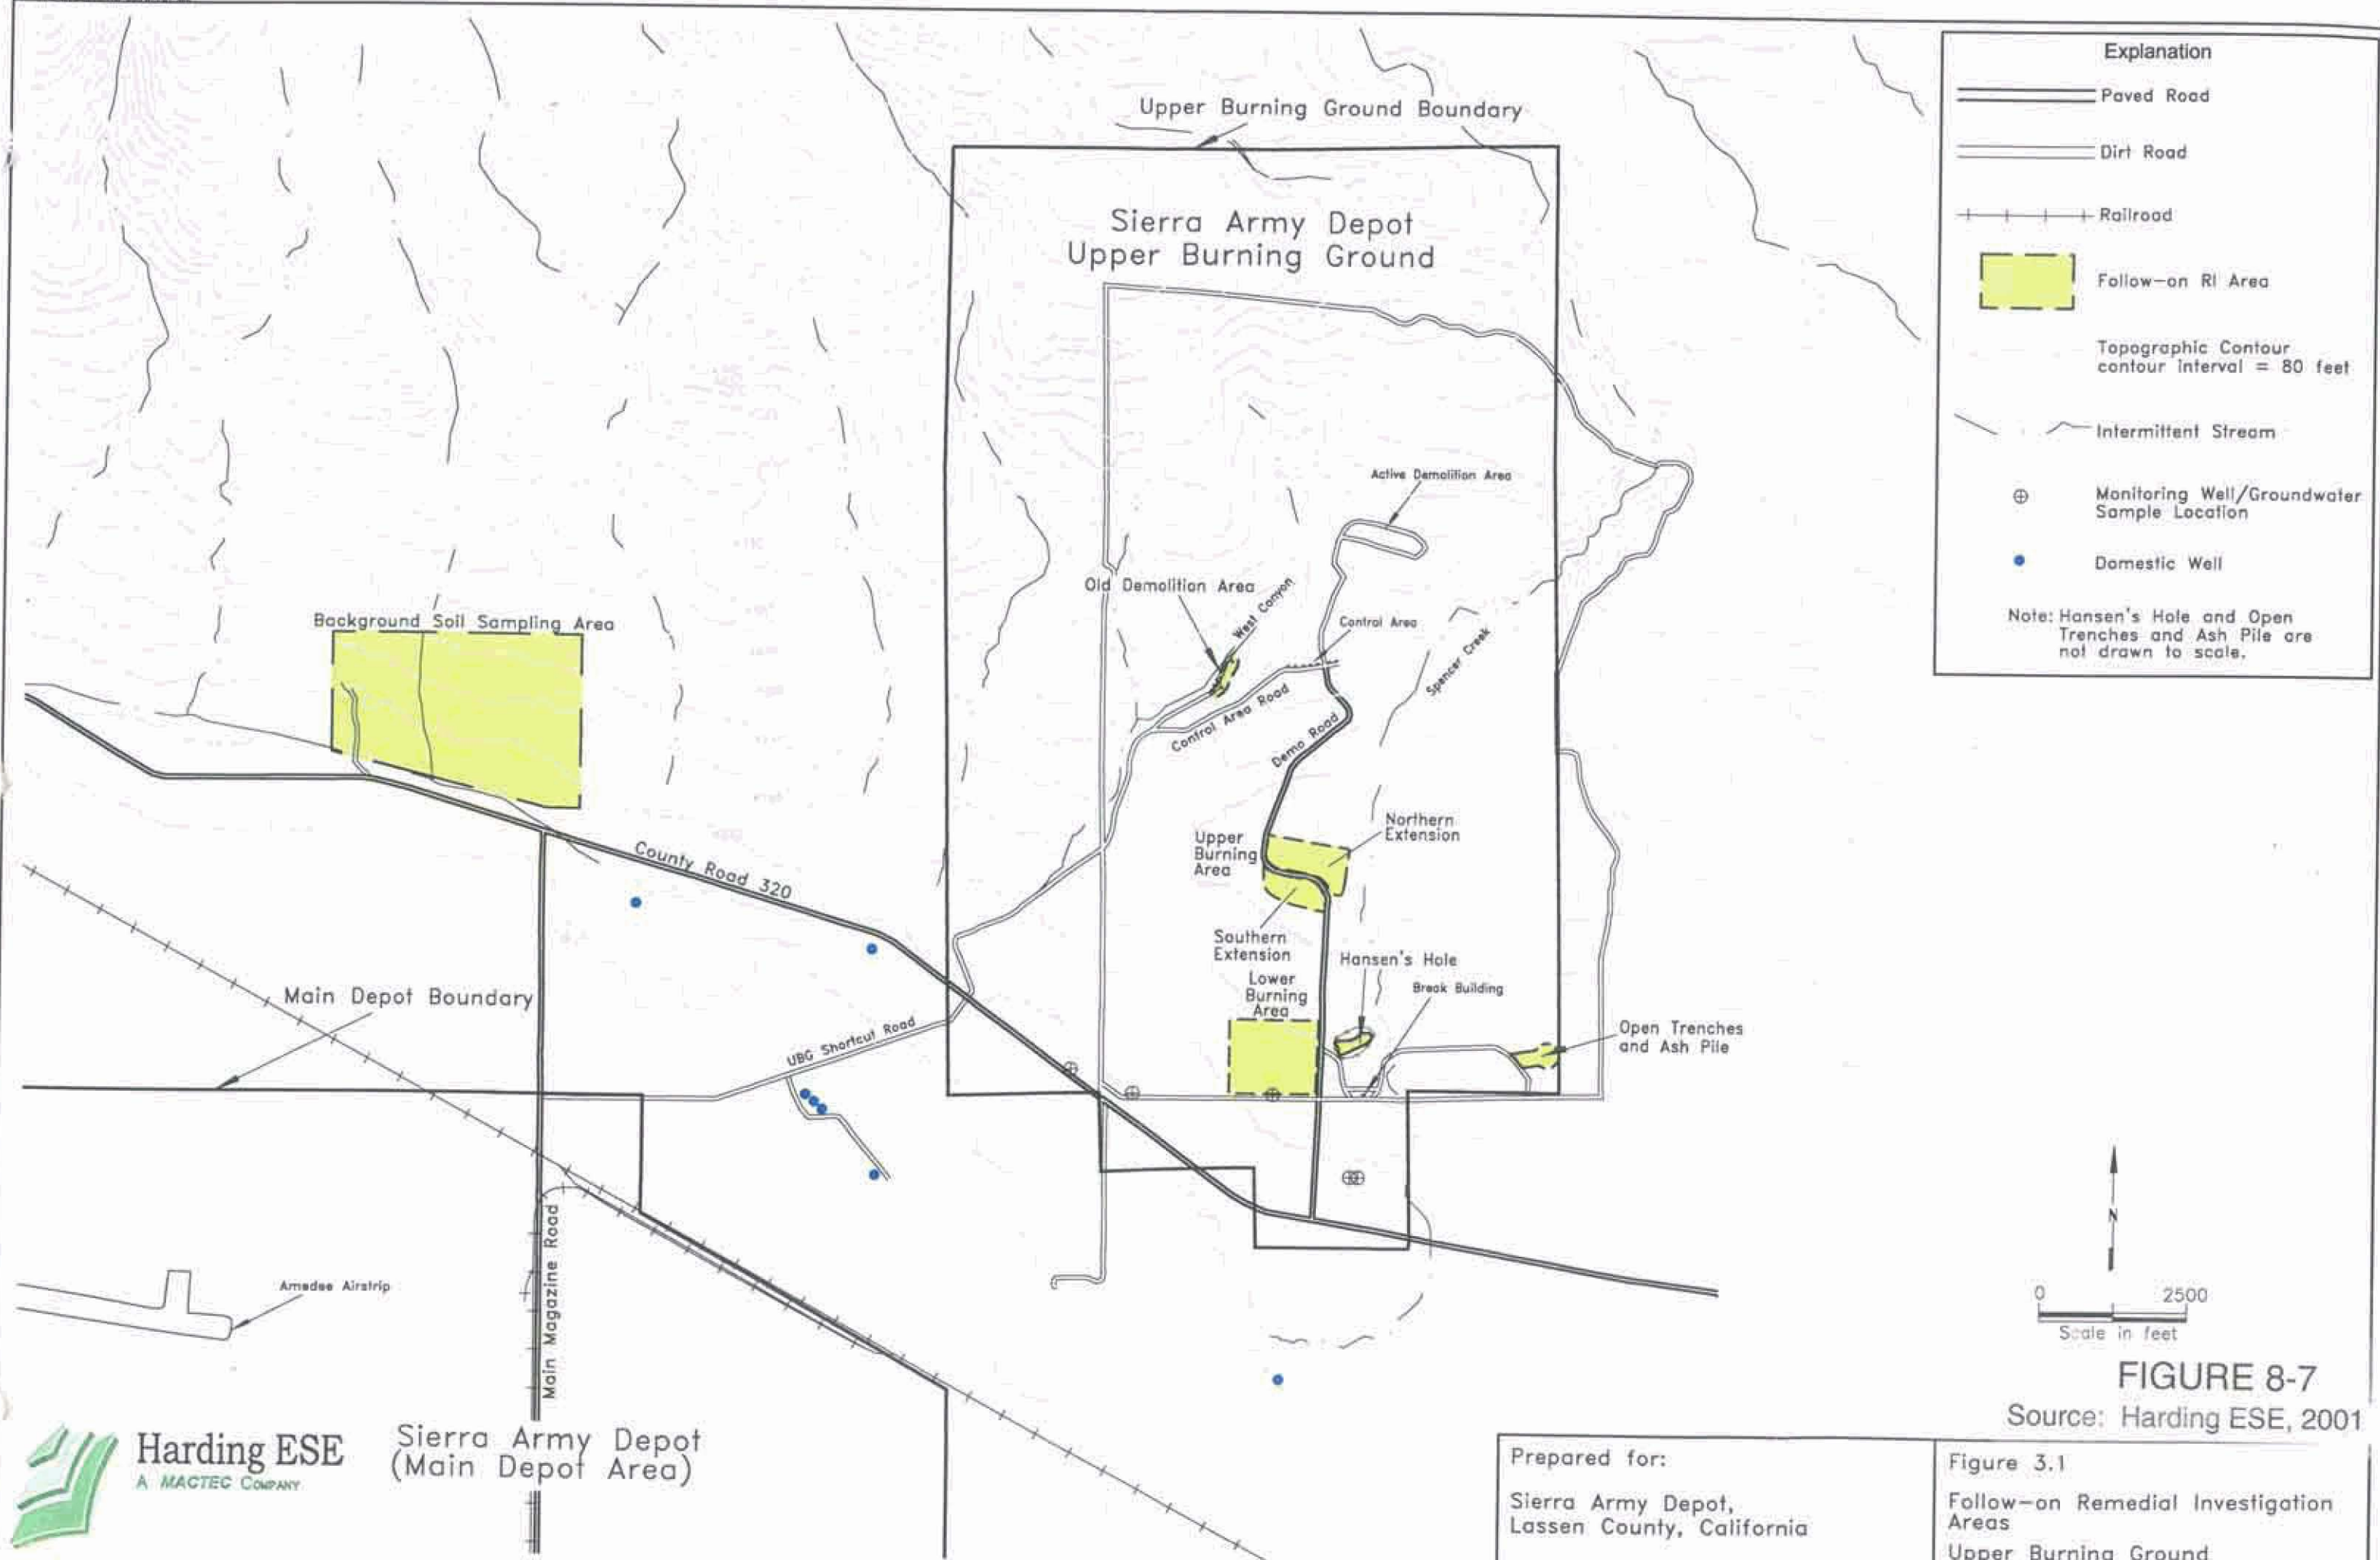 Upper Burning Ground Boundary
Sierra Army Depot
Upper Burning Ground
Active Demolition Area
Old Demolition Area
West Canyon
Control Area
Spencer Creek
Control Area Road
Demo Road
Background Soil Sampling Area
County Road 320
Upper
Burning
Area
Northern
Extension
Southern
Extension
Hansen's Hole
Lower
Burning
Area
Break Building
Open Trenches
and Ash Pile
Main Depot Boundary
UBG Shortcut Road
Main Magazine Road
Amedee Airstrip
Explanation
Paved Road
Dirt Road
Railroad
Follow-on RI Area
Topographic Contour
contour interval = 80 feet
Intermittent Stream
Monitoring Well/Groundwater
Sample Location
Domestic Well
Note: Hansen's Hole and Open
Trenches and Ash Pile are
not drawn to scale.
N
0 2500
Scale in feet
FIGURE 8-7
Source: Harding ESE, 2001
Harding ESE
A MACTEC COMPANY
Sierra Army Depot
(Main Depot Area)
Prepared for:
Sierra Army Depot,
Lassen County, California
Figure 3.1
Follow-on Remedial Investigation
Areas
Upper Burning Ground